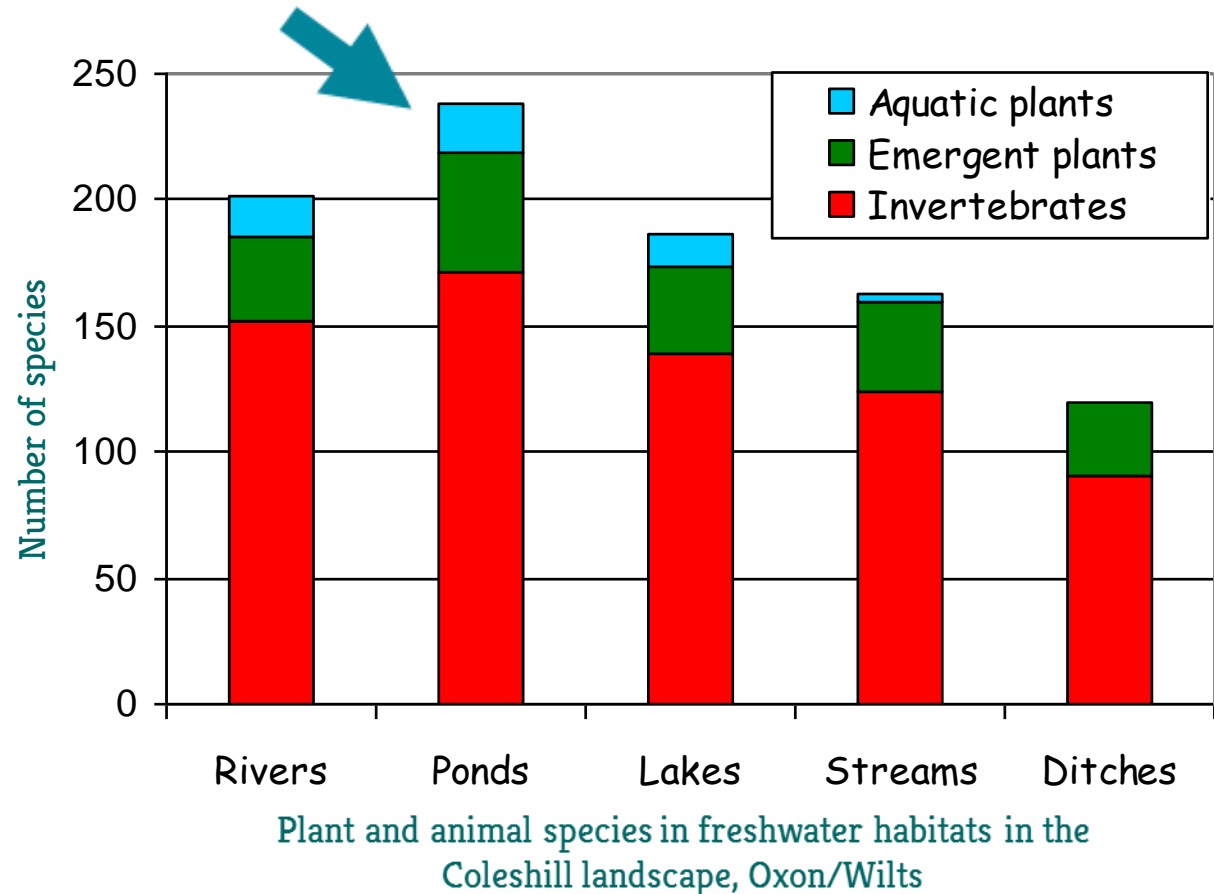 250
200
150
100
50
0
Number of species
Aquatic plants
Emergent plants
Invertebrates
Rivers Ponds Lakes Streams Ditches
Plant and animal species in freshwater habitats in the
Coleshill landscape, Oxon/Wilts